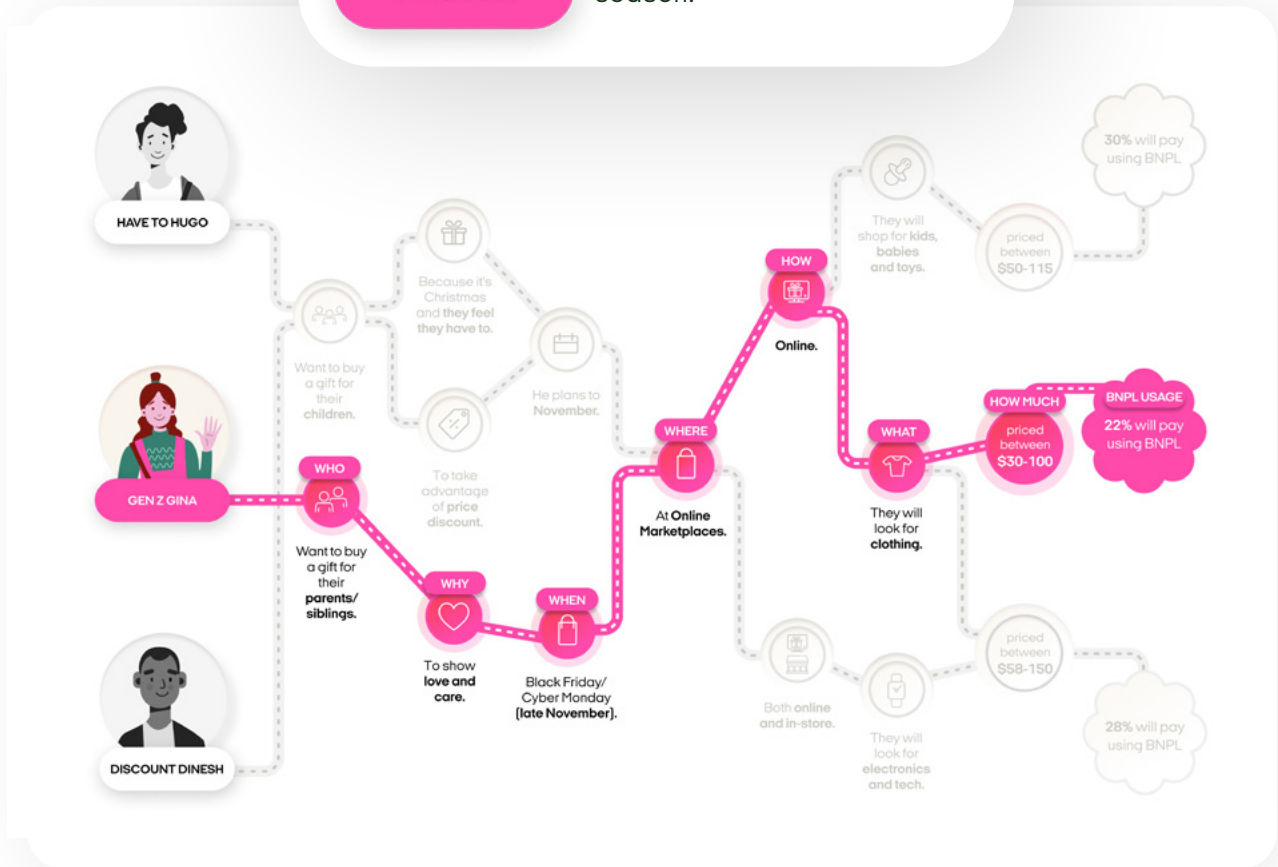 season.
HAVE TO HUGO
GEN Z GINA
DISCOUNT DINESH
Want to buy
a gift for
their
children.
Because it's
Christmas
and they feel
they have to.
To take
advantage
of price
discount.
He plans to
November.
WHO
Want to buy
a gift for
their
parents/
siblings.
WHY
To show
love and
care.
WHEN
Black Friday/
Cyber Monday
(late November).
WHERE
At Online
Marketplaces.
HOW
Online.
Both online
and in-store.
They will
shop for kids,
babies
and toys.
WHAT
They will
look for
clothing.
They will
look for
electronics
and tech.
priced
between
$50-115
HOW MUCH
priced
between
$30-100
priced
between
$58-150
30% will pay
using BNPL
BNPL USAGE
22% will pay
using BNPL
28% will pay
using BNPL